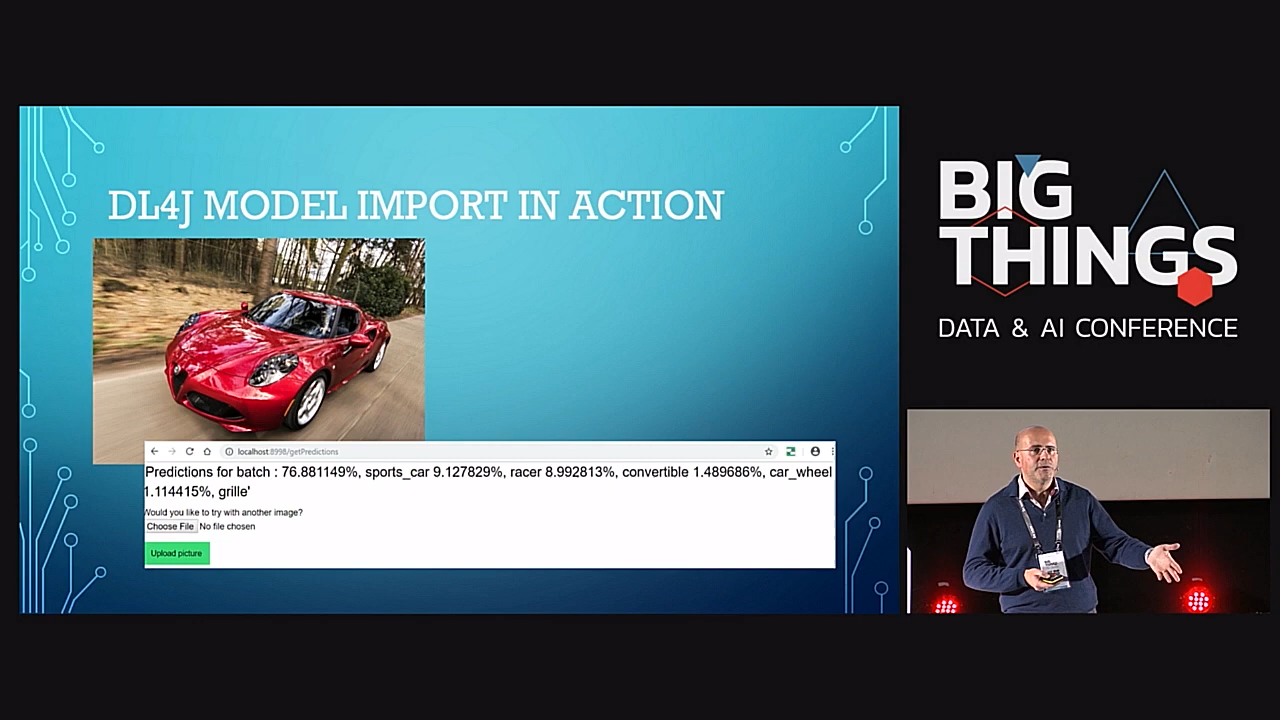 DL4J MODEL IMPORT IN ACTION
localhost:8998/getPredictions
Predictions for batch : 76.881149%, sports_car 9.127829%, racer 8.992813%, convertible 1.489686%, car_wheel
1.114415%, grille'
Would you like to try with another image?
Choose File No file chosen
Upload picture
BIG
THINGS
DATA & AI CONFERENCE
BIG
THINGS